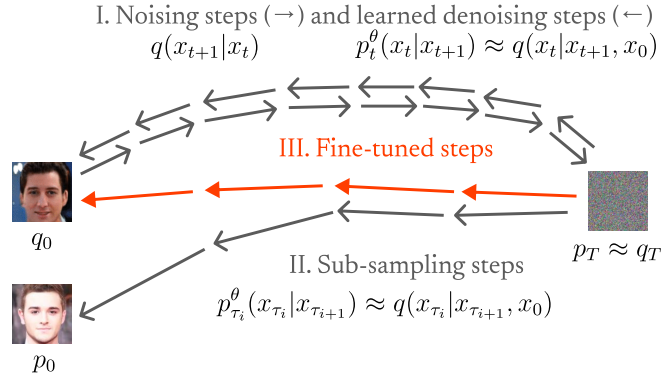 I. Noising steps (→) and learned denoising steps (←)
q(x_{t+1}|x_t) p_t^θ(x_t|x_{t+1}) ≈ q(x_t|x_{t+1}, x_0)
III. Fine-tuned steps
q_0
p_T ≈ q_T
II. Sub-sampling steps
p_{τ_i}^θ(x_{τ_i}|x_{τ_{i+1}}) ≈ q(x_{τ_i}|x_{τ_{i+1}}, x_0)
p_0